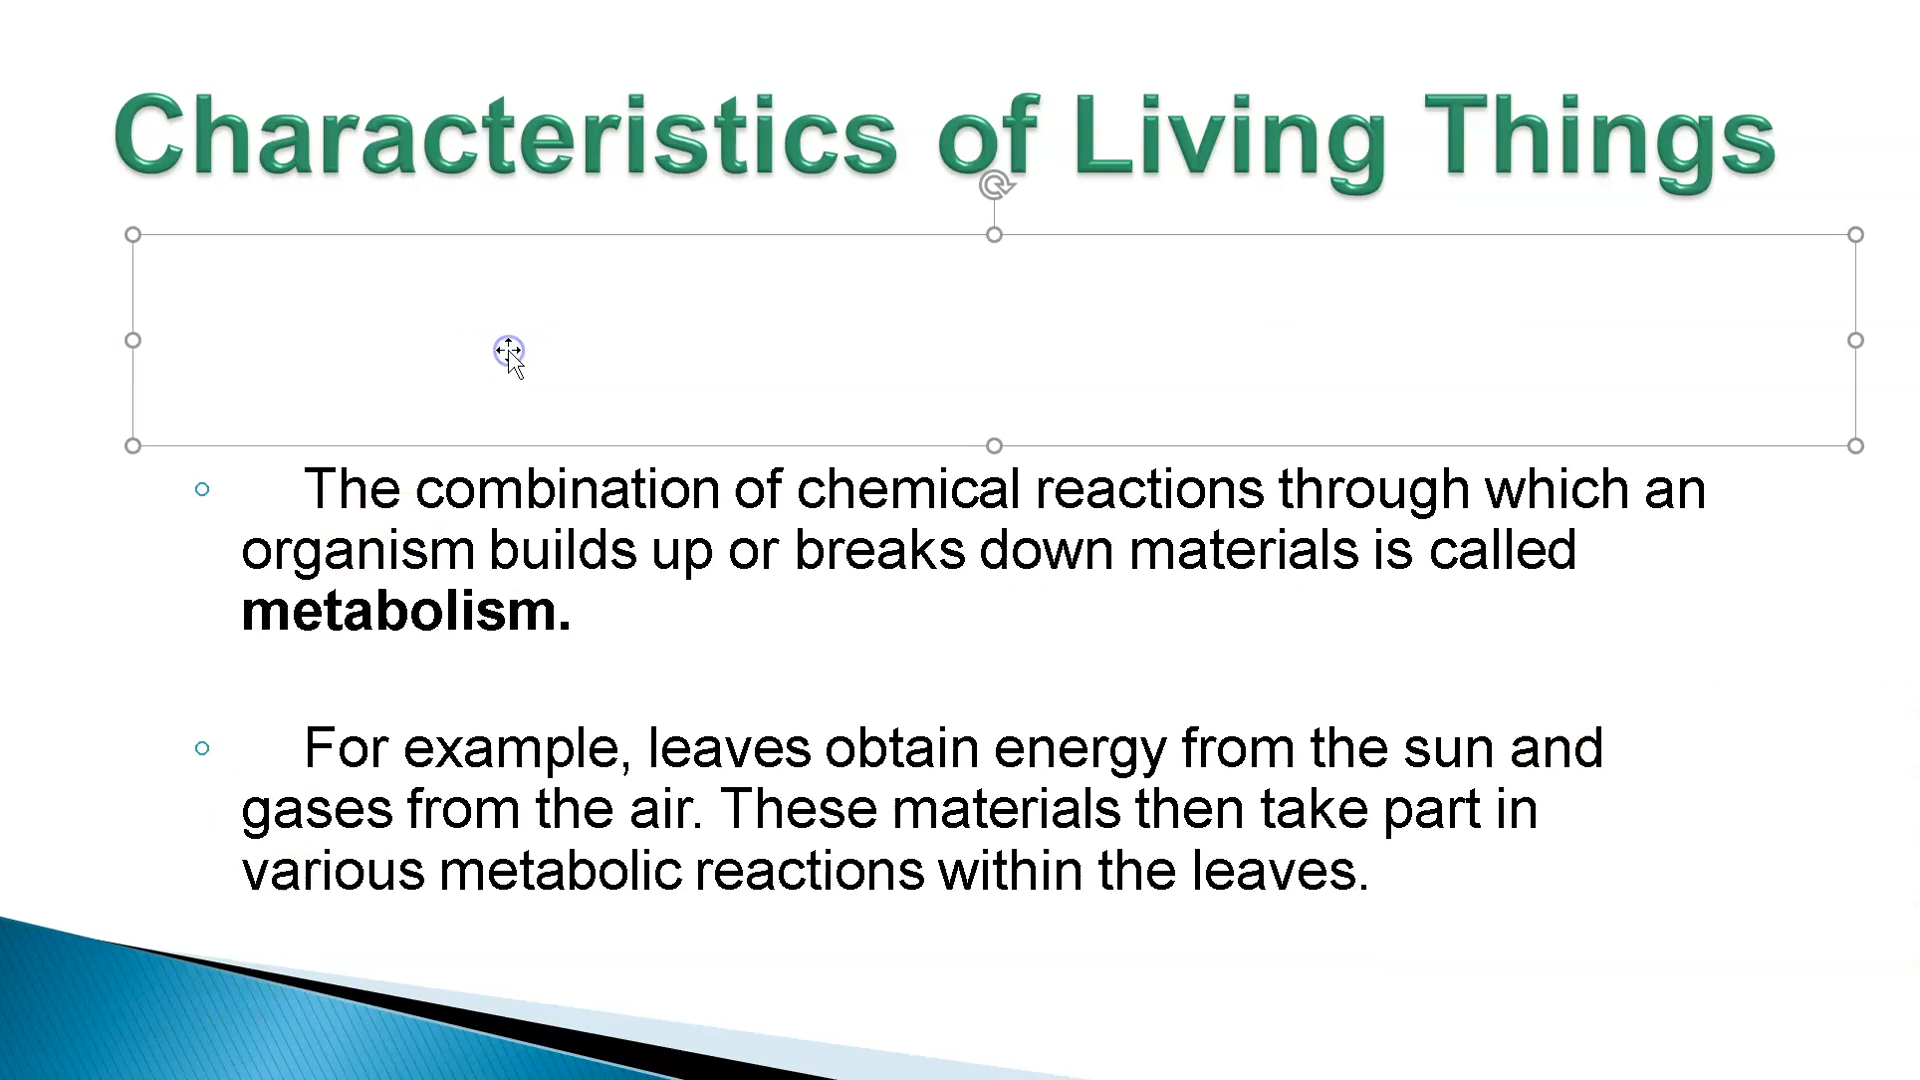 Characteristics of Living Things
The combination of chemical reactions through which an
organism builds up or breaks down materials is called
metabolism.
For example, leaves obtain energy from the sun and
gases from the air. These materials then take part in
various metabolic reactions within the leaves.